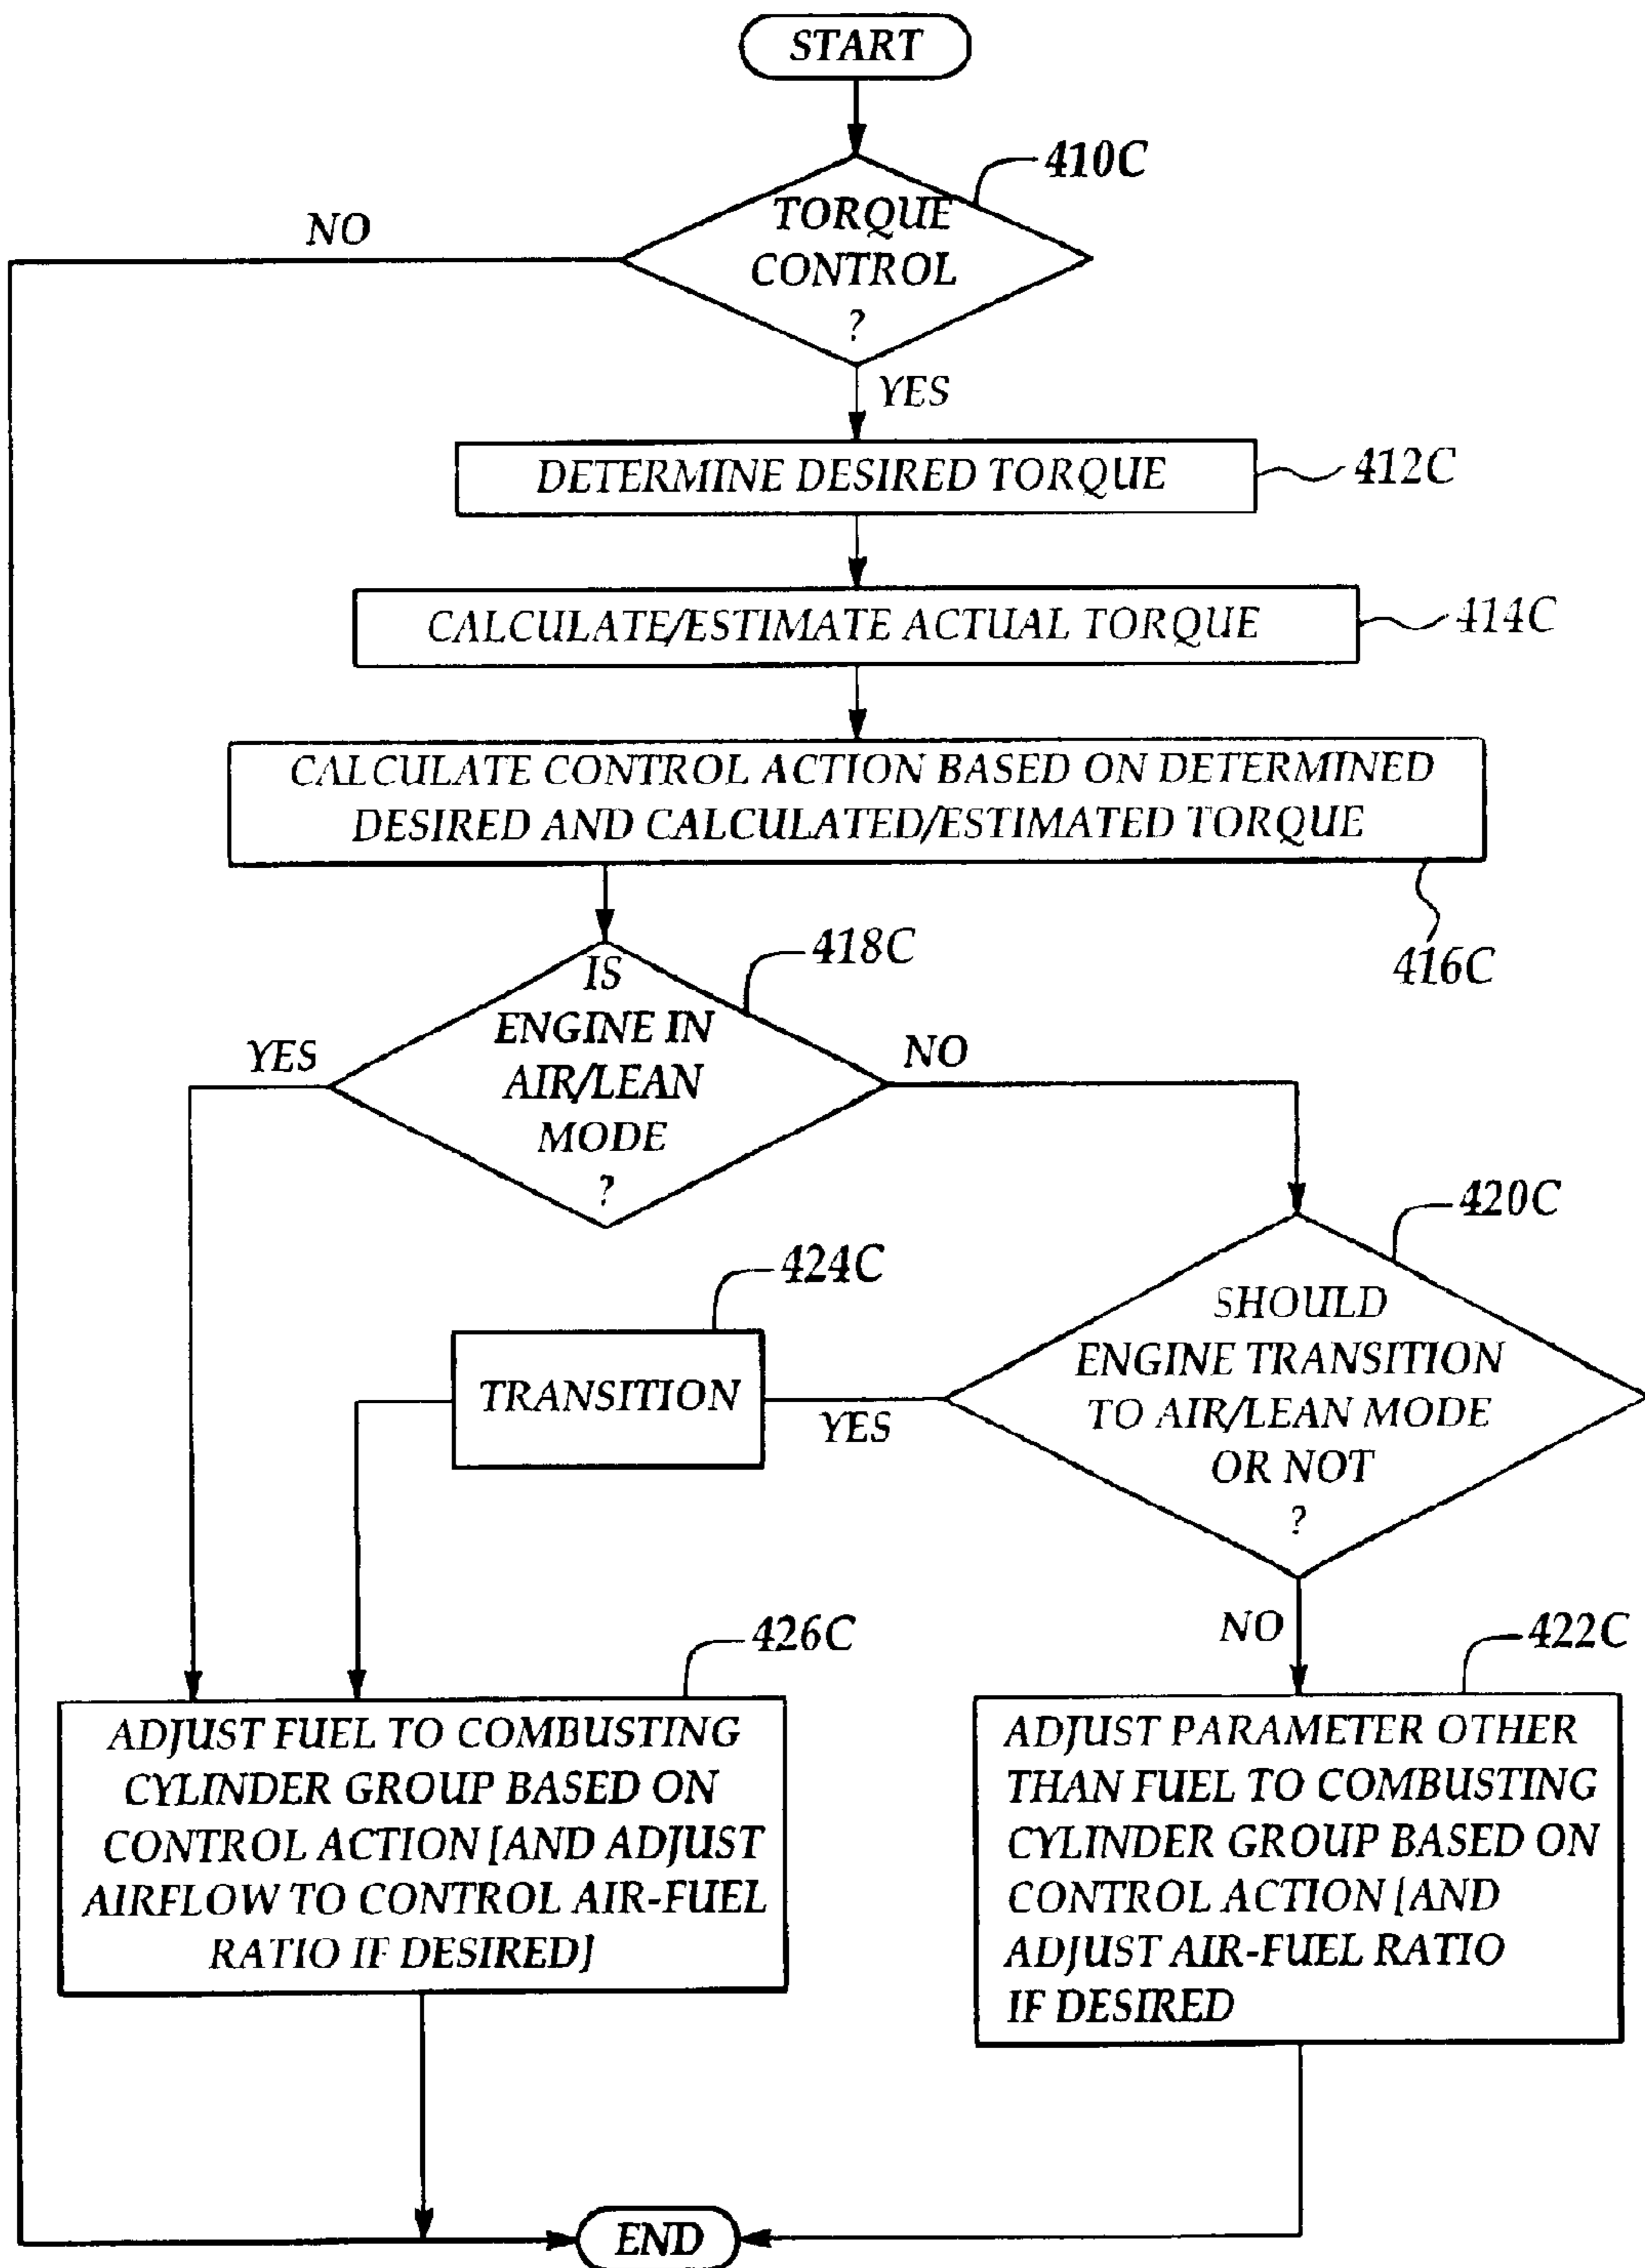 START
410C
TORQUE
CONTROL
?
NO
YES
DETERMINE DESIRED TORQUE
412C
CALCULATE/ESTIMATE ACTUAL TORQUE
414C
CALCULATE CONTROL ACTION BASED ON DETERMINED
DESIRED AND CALCULATED/ESTIMATED TORQUE
416C
418C
IS
ENGINE IN
AIR/LEAN
MODE
?
YES
NO
420C
SHOULD
ENGINE TRANSITION
TO AIR/LEAN MODE
OR NOT
?
424C
TRANSITION
YES
NO
426C
ADJUST FUEL TO COMBUSTING
CYLINDER GROUP BASED ON
CONTROL ACTION [AND ADJUST
AIRFLOW TO CONTROL AIR-FUEL
RATIO IF DESIRED]
422C
ADJUST PARAMETER OTHER
THAN FUEL TO COMBUSTING
CYLINDER GROUP BASED ON
CONTROL ACTION [AND
ADJUST AIR-FUEL RATIO
IF DESIRED
END